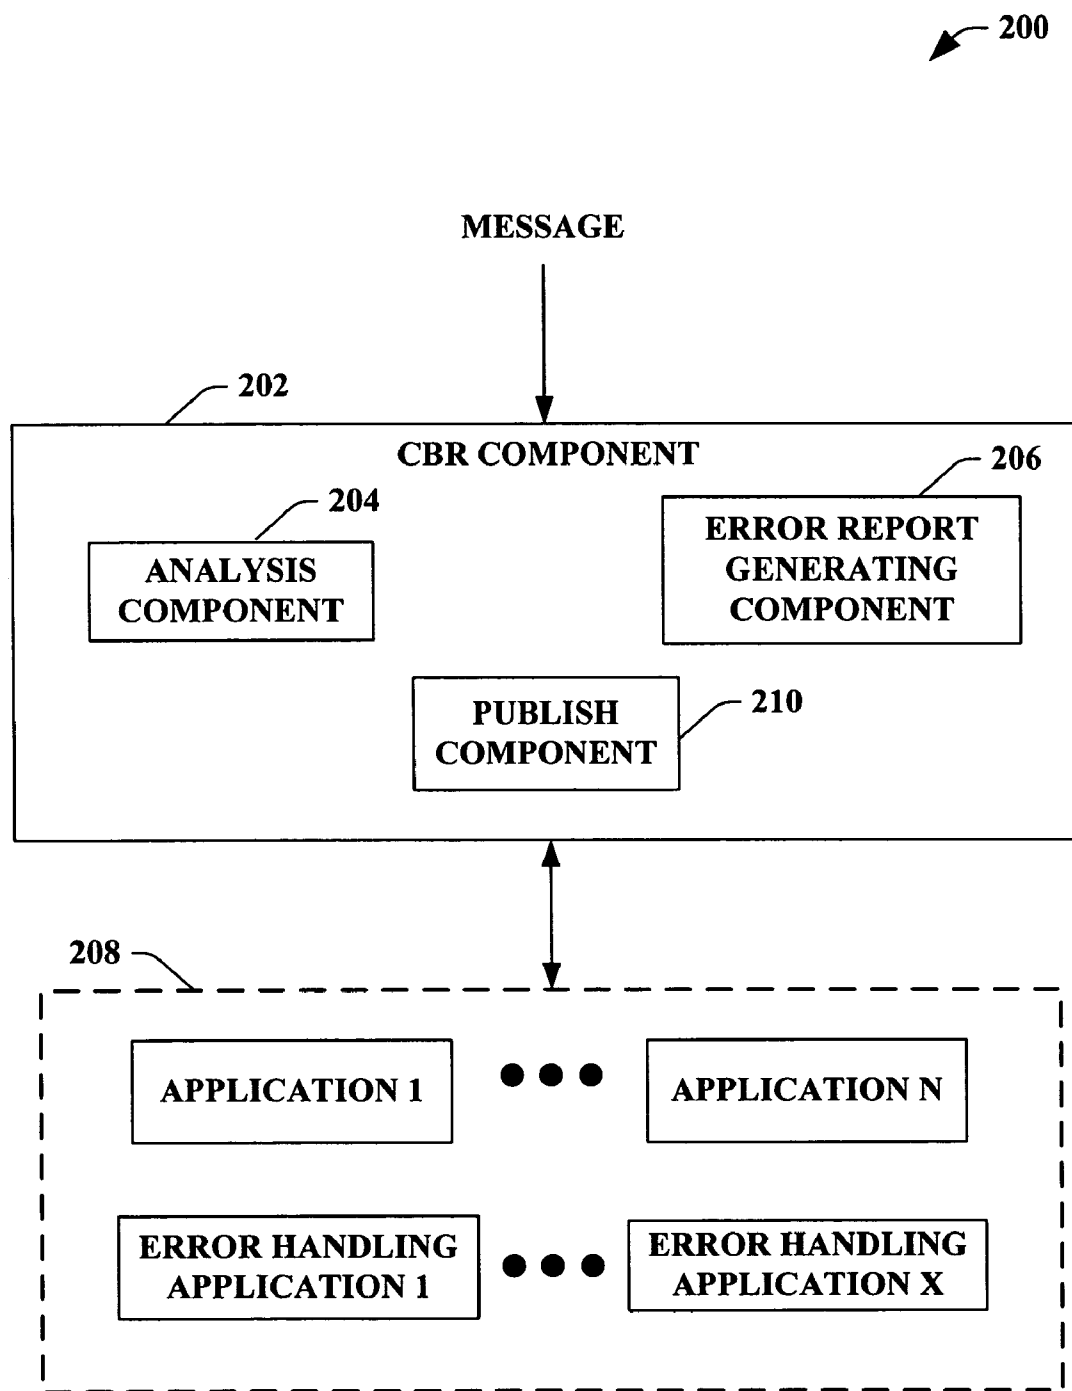 200
MESSAGE
202
CBR COMPONENT
206
204
ERROR REPORT
GENERATING
COMPONENT
ANALYSIS
COMPONENT
210
PUBLISH
COMPONENT
208
APPLICATION 1
APPLICATION N
ERROR HANDLING
APPLICATION 1
ERROR HANDLING
APPLICATION X